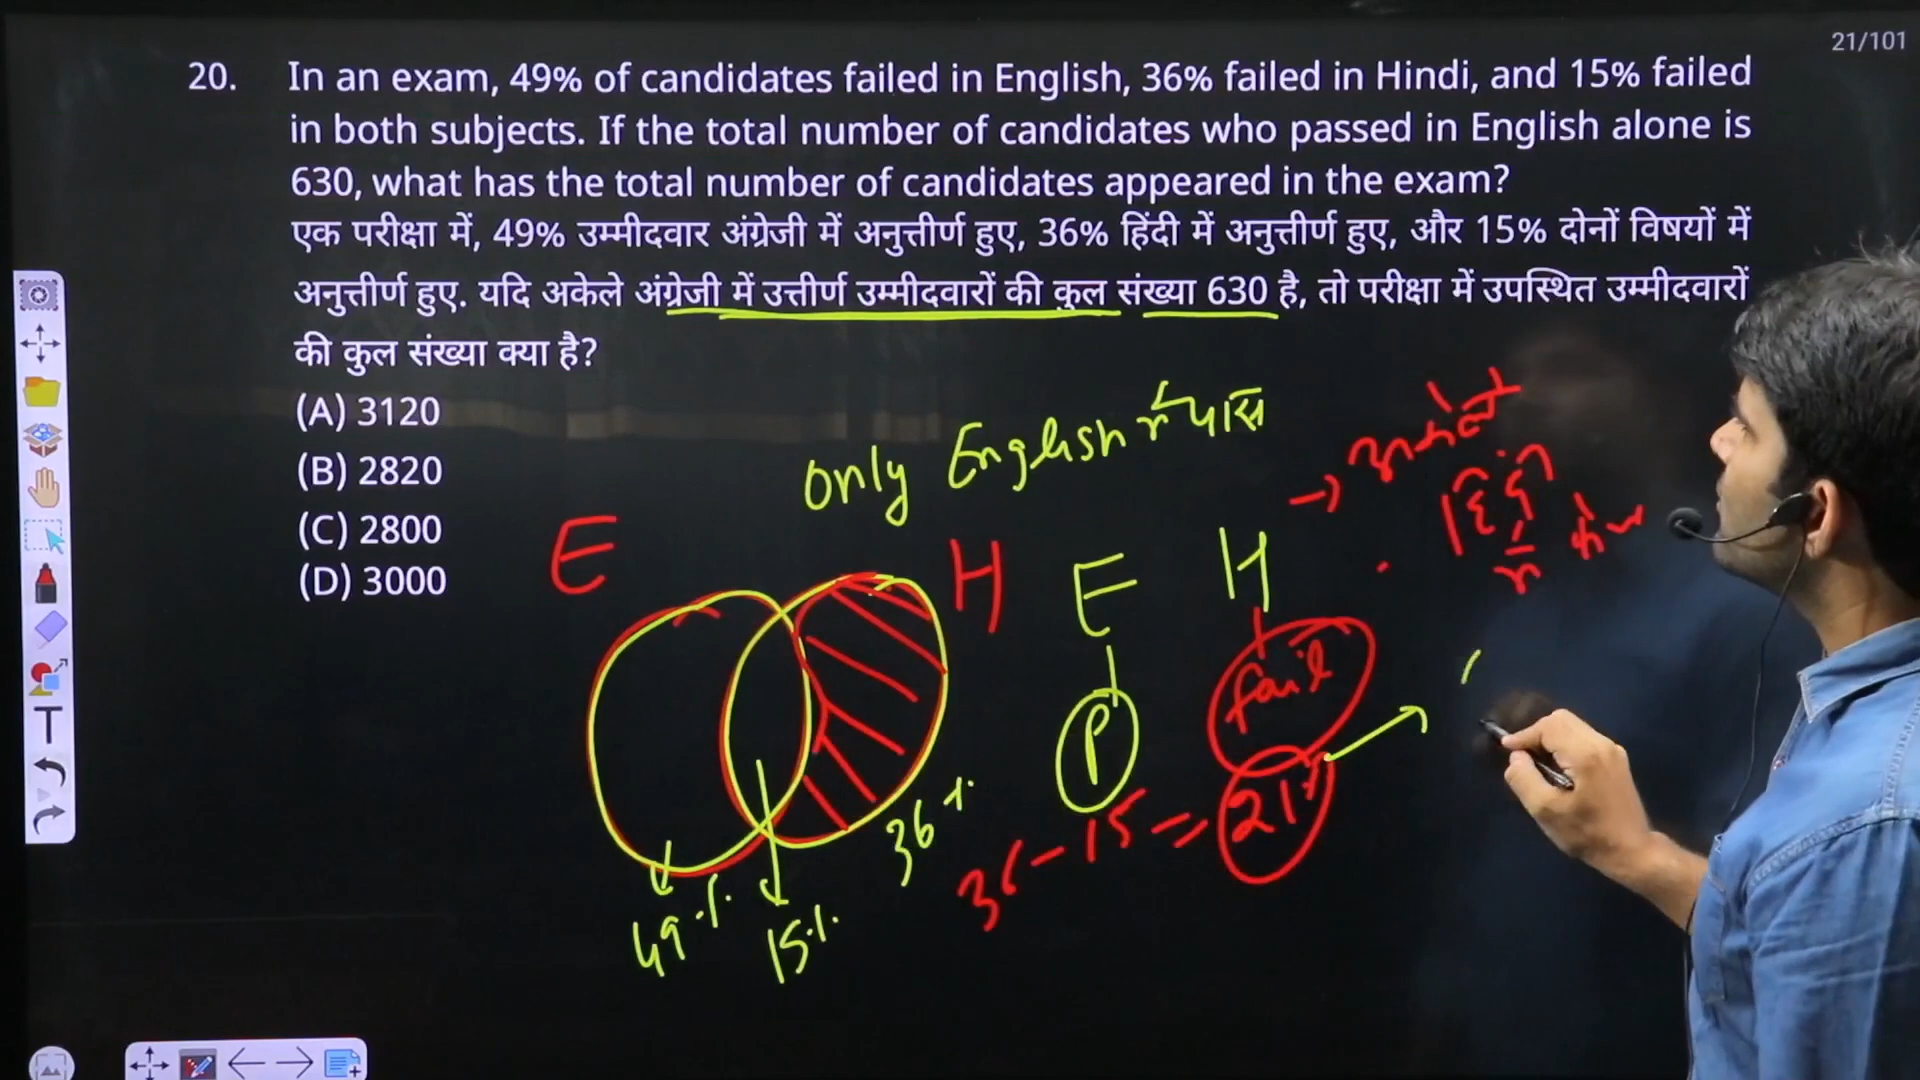 21/101
20. In an exam, 49% of candidates failed in English, 36% failed in Hindi, and 15% failed
in both subjects. If the total number of candidates who passed in English alone is
630, what has the total number of candidates appeared in the exam?
एक परीक्षा में, 49% उम्मीदवार अंग्रेजी में अनुत्तीर्ण हुए, 36% हिंदी में अनुत्तीर्ण हुए, और 15% दोनों विषयों में
अनुत्तीर्ण हुए. यदि अकेले अंग्रेजी में उत्तीर्ण उम्मीदवारों की कुल संख्या 630 है, तो परीक्षा में उपस्थित उम्मीदवारों
की कुल संख्या क्या है?
(A) 3120
(B) 2820
(C) 2800
(D) 3000
only English में पास
E H E H →
हिंदी
में फेल
P fail
36%
36-15=21%
49% 15%
T